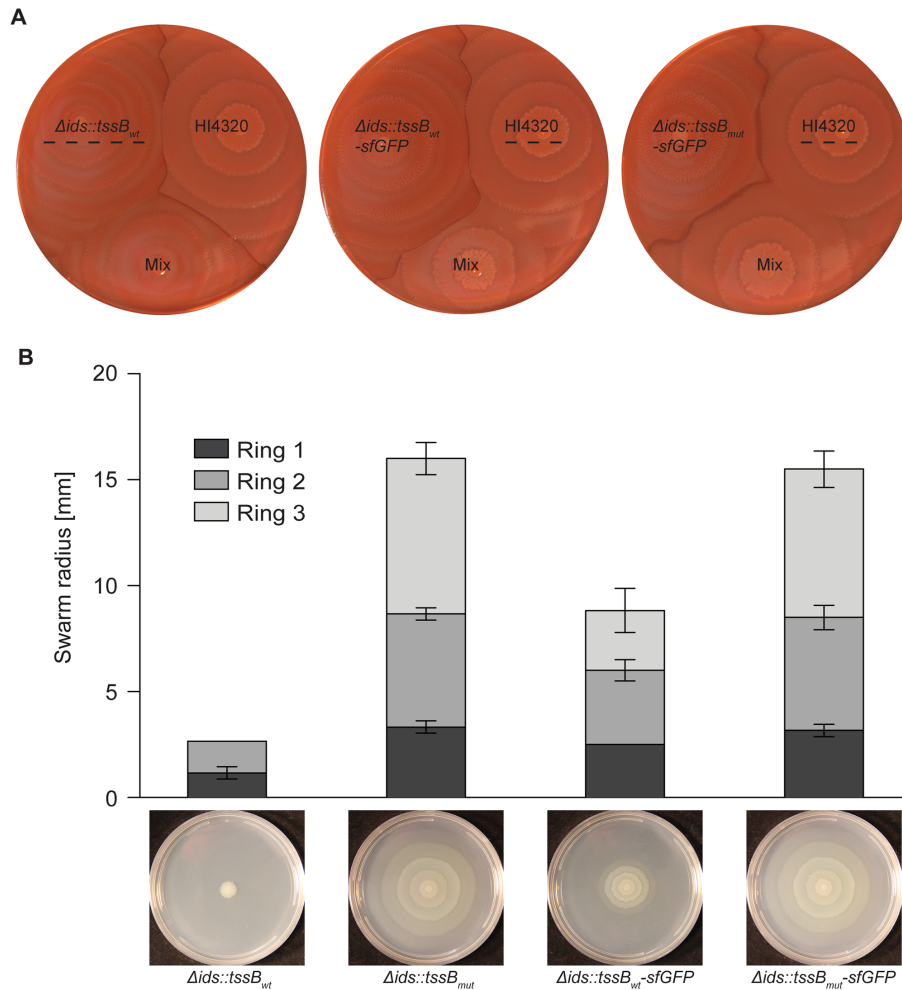 A
Δids::tssBwt
HI4320
Mix
Δids::tssBwt
-sfGFP
HI4320
Mix
Δids::tssBmut
-sfGFP
HI4320
Mix
B
Swarm radius [mm]
20
15
10
5
0
Ring 1
Ring 2
Ring 3
Δids::tssBwt
Δids::tssBmut
Δids::tssBwt-sfGFP
Δids::tssBmut-sfGFP